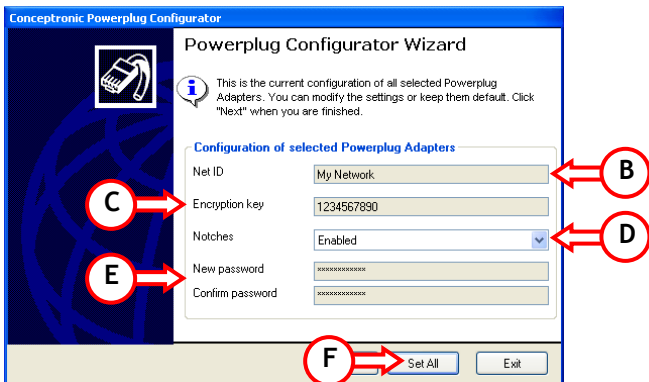 Conceptronic Powerplug Configurator
Powerplug Configurator Wizard
This is the current configuration of all selected Powerplug
Adapters. You can modify the settings or keep them default. Click
"Next" when you are finished.
Configuration of selected Powerplug Adapters
Net ID
My Network
B
C
Encryption key
1234567890
Notches
Enabled
D
E
New password
************
Confirm password
************
F
Set All
Exit